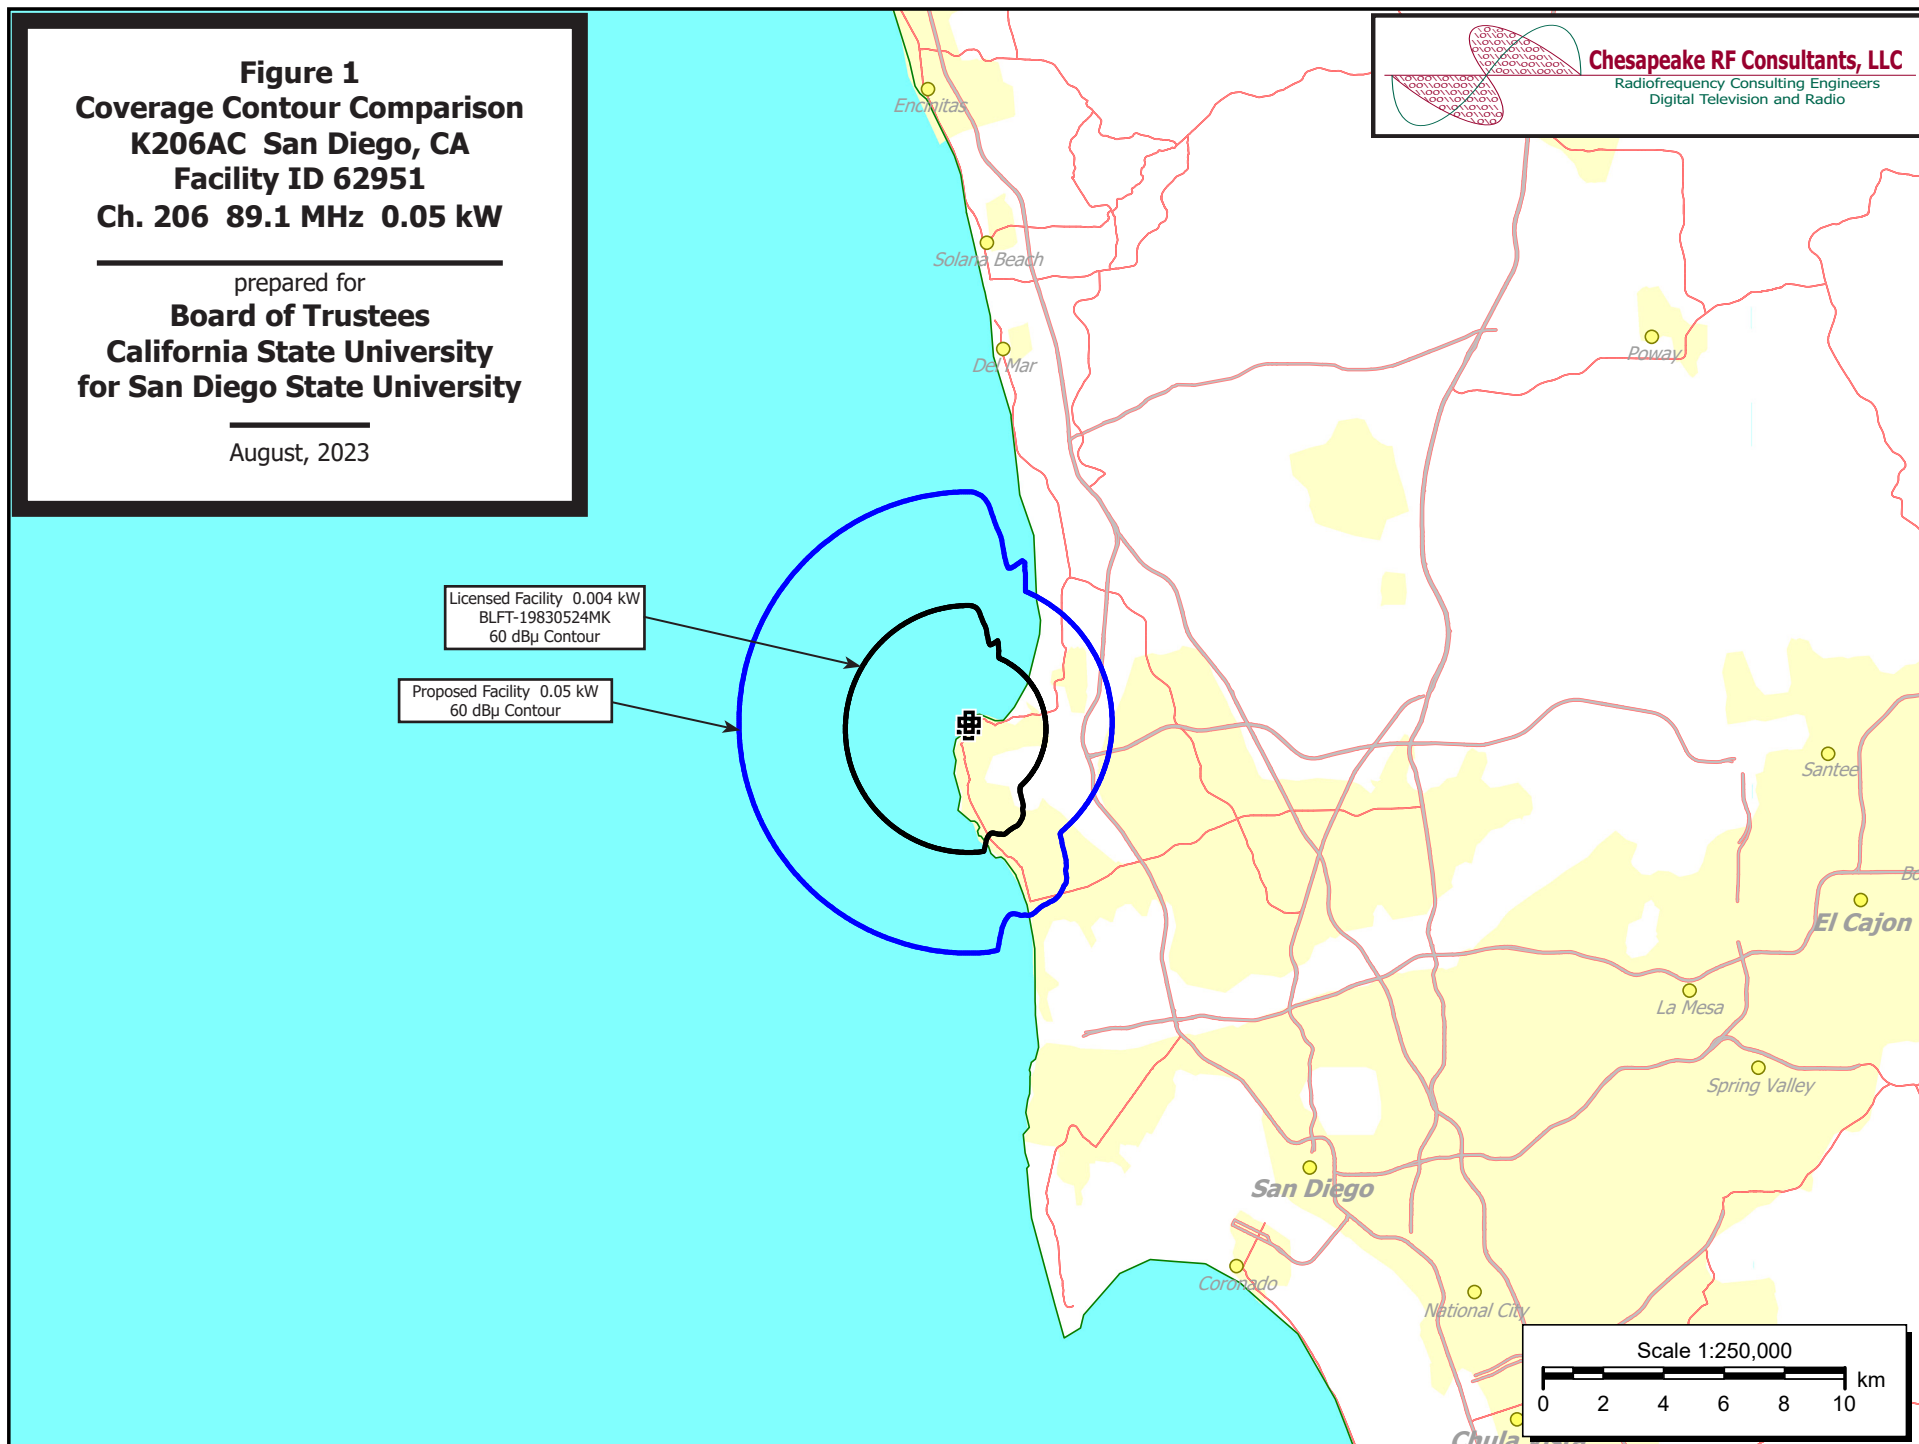 Figure 1
Coverage Contour Comparison
K206AC San Diego, CA
Facility ID 62951
Ch. 206 89.1 MHz 0.05 kW
prepared for
Board of Trustees
California State University
for San Diego State University
August, 2023
Chesapeake RF Consultants, LLC
Radiofrequency Consulting Engineers
Digital Television and Radio
Encinitas
Solana Beach
Del Mar
Poway
Licensed Facility 0.004 kW
BLFT-19830524MK
60 dBµ Contour
Proposed Facility 0.05 kW
60 dBµ Contour
Santee
El Cajon
La Mesa
Spring Valley
San Diego
Coronado
National City
Chula
Scale 1:250,000
km
0 2 4 6 8 10